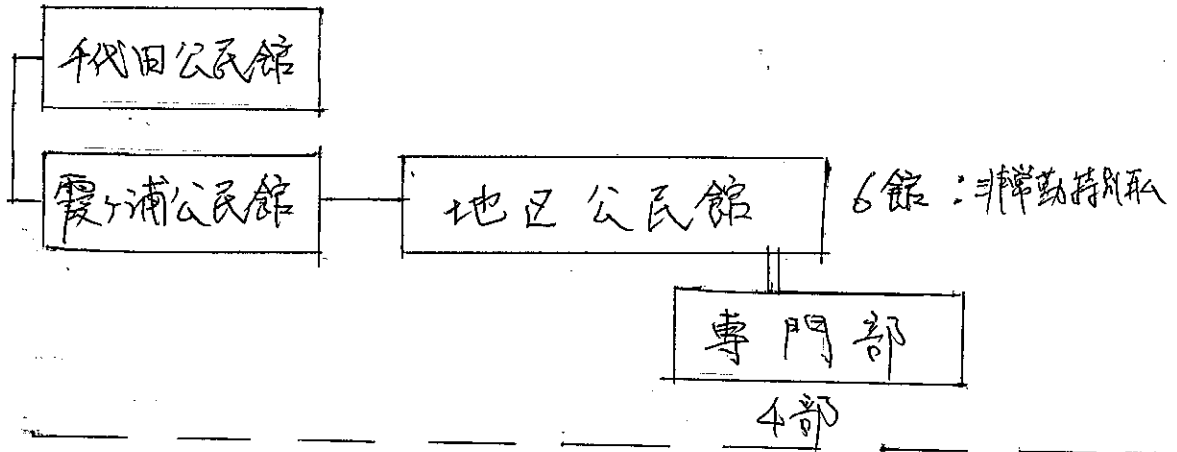 千代田公民館
霞ヶ浦公民館
地区公民館
6館:非常勤特別職
専門部
4部